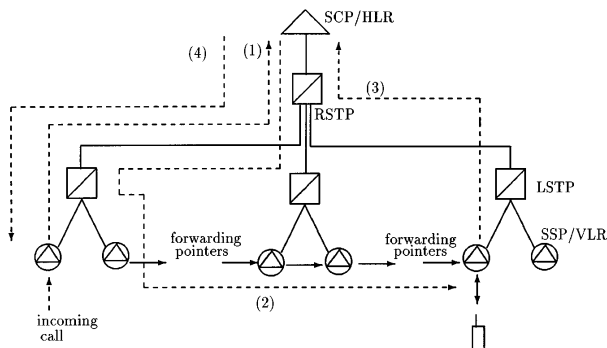 SCP/HLR
(4)
(1)
(3)
RSTP
LSTP
SSP/VLR
forwarding
pointers
forwarding
pointers
(2)
incoming
call